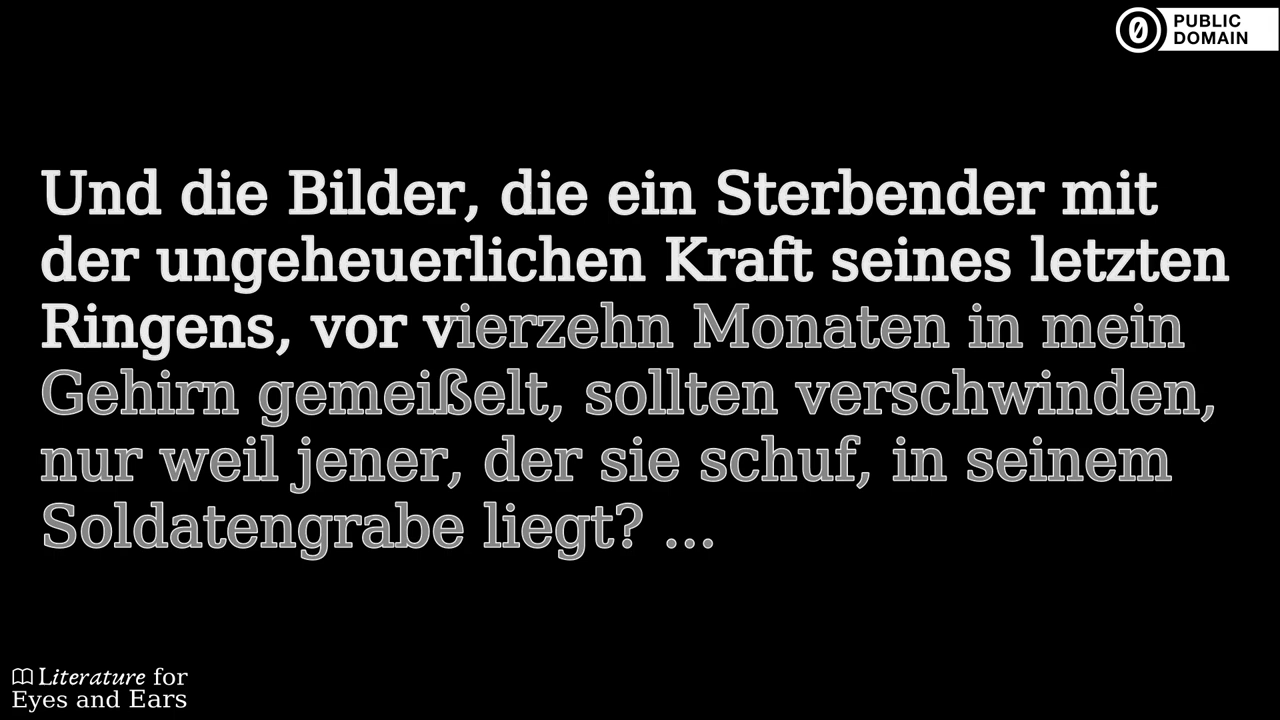 PUBLIC
DOMAIN
Und die Bilder, die ein Sterbender mit
der ungeheuerlichen Kraft seines letzten
Ringens, vor vierzehn Monaten in mein
Gehirn gemeißelt, sollten verschwinden,
nur weil jener, der sie schuf, in seinem
Soldatengrabe liegt? ...
Literature for
Eyes and Ears